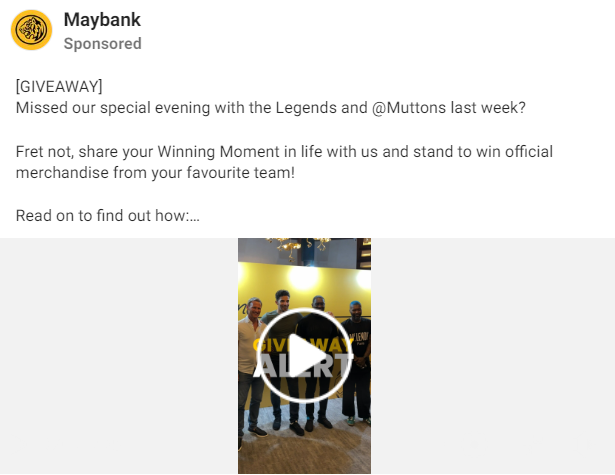 Maybank
Sponsored
[GIVEAWAY]
Missed our special evening with the Legends and @Muttons last week?
Fret not, share your Winning Moment in life with us and stand to win official
merchandise from your favourite team!
Read on to find out how:...
GIVEAWAY
ALERT